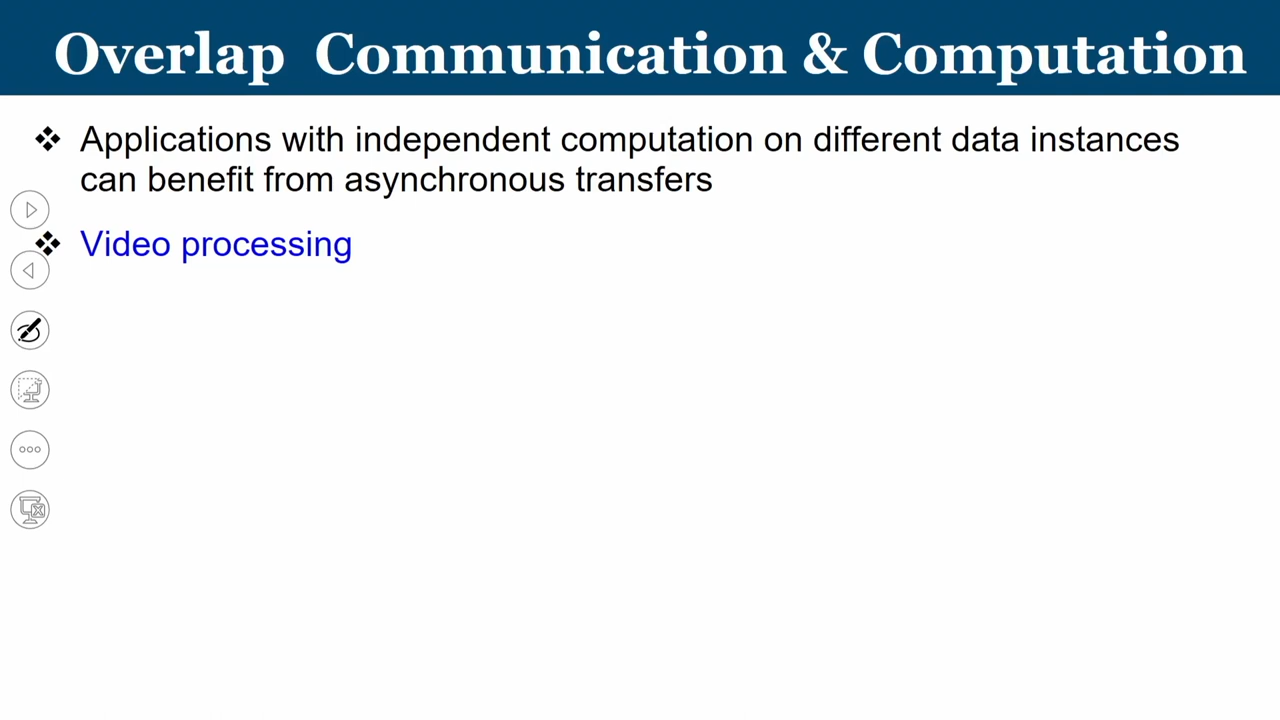 Overlap Communication & Computation
❖ Applications with independent computation on different data instances
can benefit from asynchronous transfers
❖ Video processing